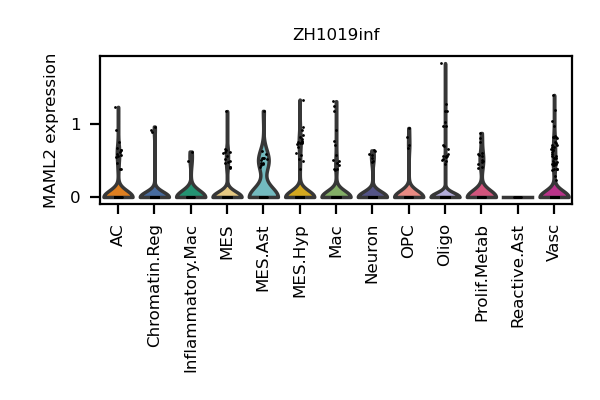 ZH1019inf
MAML2 expression
1
0
AC
Chromatin.Reg
Inflammatory.Mac
MES
MES.Ast
MES.Hyp
Mac
Neuron
OPC
Oligo
Prolif.Metab
Reactive.Ast
Vasc